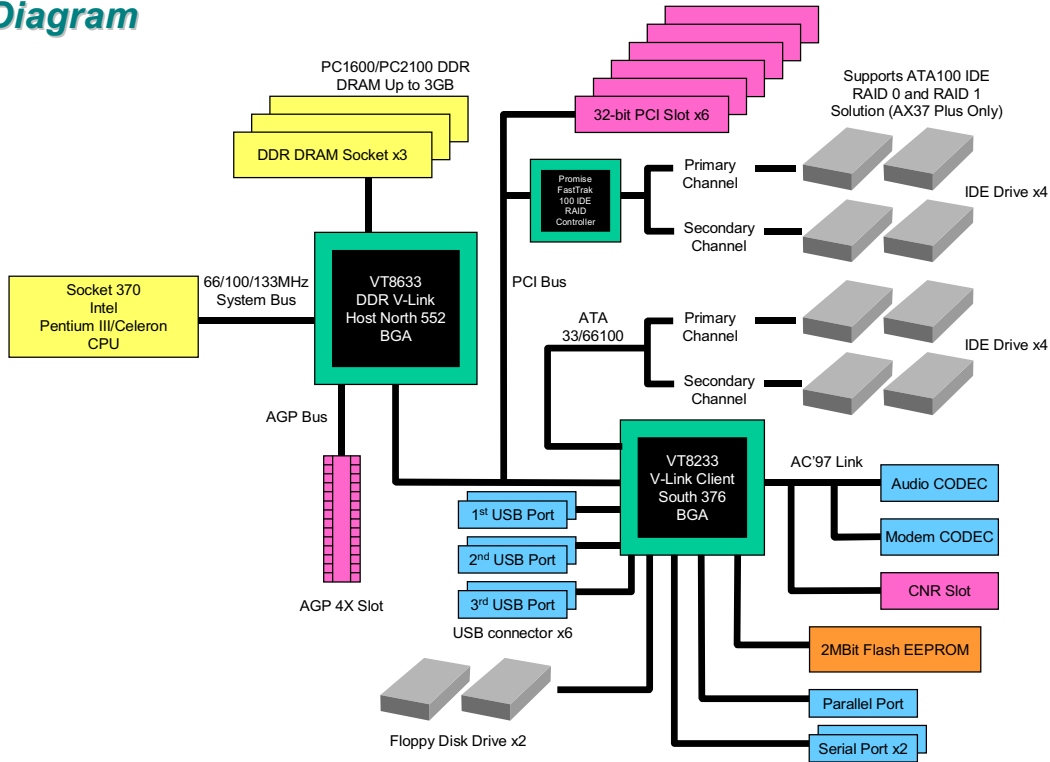 Diagram
PC1600/PC2100 DDR
DRAM Up to 3GB
DDR DRAM Socket x3
32-bit PCI Slot x6
Supports ATA100 IDE
RAID 0 and RAID 1
Solution (AX37 Plus Only)
Promise
FastTrak
100 IDE
RAID
Controller
Primary
Channel
Secondary
Channel
IDE Drive x4
Socket 370
Intel
Pentium III/Celeron
CPU
66/100/133MHz
System Bus
VT8633
DDR V-Link
Host North 552
BGA
PCI Bus
ATA
33/66100
Primary
Channel
Secondary
Channel
IDE Drive x4
AGP Bus
AGP 4X Slot
VT8233
V-Link Client
South 376
BGA
AC'97 Link
Audio CODEC
Modem CODEC
CNR Slot
1st USB Port
2nd USB Port
3rd USB Port
USB connector x6
2MBit Flash EEPROM
Parallel Port
Serial Port x2
Floppy Disk Drive x2